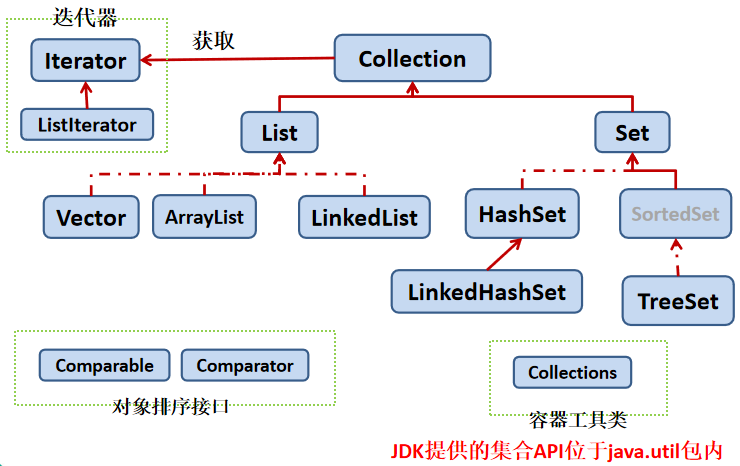 迭代器
Iterator
获取
Collection
ListIterator
List
Set
Vector
ArrayList
LinkedList
HashSet
SortedSet
LinkedHashSet
TreeSet
Comparable
Comparator
对象排序接口
Collections
容器工具类
JDK提供的集合API位于java.util包内